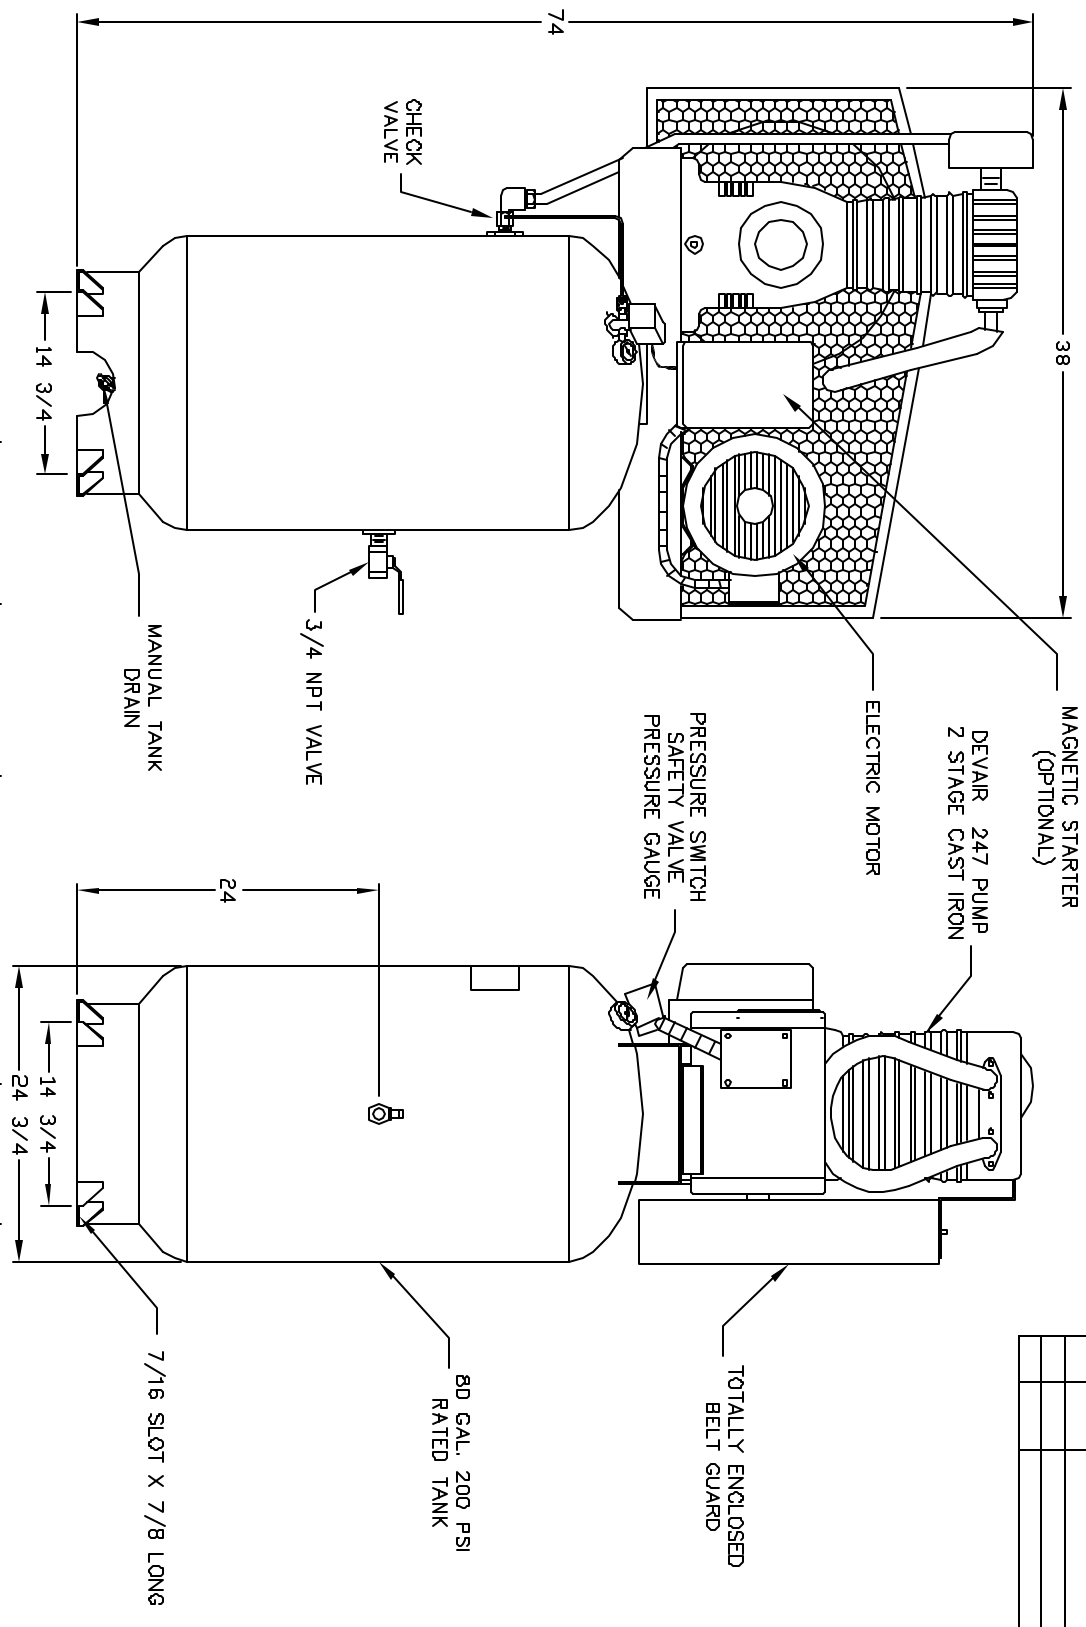 74
38
CHECK
VALVE
14 3/4
MANUAL TANK
DRAIN
3/4 NPT VALVE
MAGNETIC STARTER
(OPTIONAL)
ELECTRIC MOTOR
DEVAIR 247 PUMP
2 STAGE CAST IRON
PRESSURE SWITCH
SAFETY VALVE
PRESSURE GAUGE
24
14 3/4
24 3/4
7/16 SLOT X 7/8 LONG
80 GAL. 200 PSI
RATED TANK
TOTALLY ENCLOSED
BELT GUARD